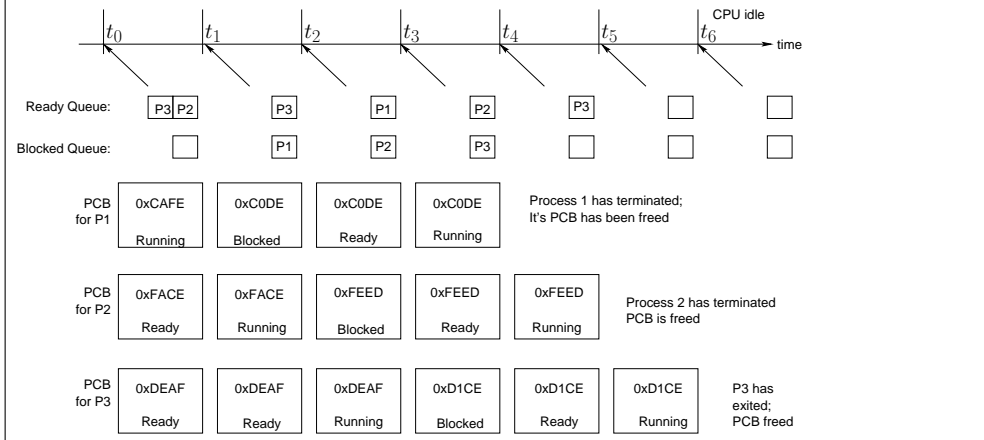 CPU idle
t0 t1 t2 t3 t4 t5 t6
time
Ready Queue: P3 P2 P3 P1 P2 P3
Blocked Queue: P1 P2 P3
PCB
for P1
0xCAFE 0xC0DE 0xC0DE 0xC0DE
Running Blocked Ready Running
Process 1 has terminated;
It's PCB has been freed
PCB
for P2
0xFACE 0xFACE 0xFEED 0xFEED 0xFEED
Ready Running Blocked Ready Running
Process 2 has terminated
PCB is freed
PCB
for P3
0xDEAF 0xDEAF 0xDEAF 0xD1CE 0xD1CE 0xD1CE
Ready Ready Running Blocked Ready Running
P3 has
exited;
PCB freed